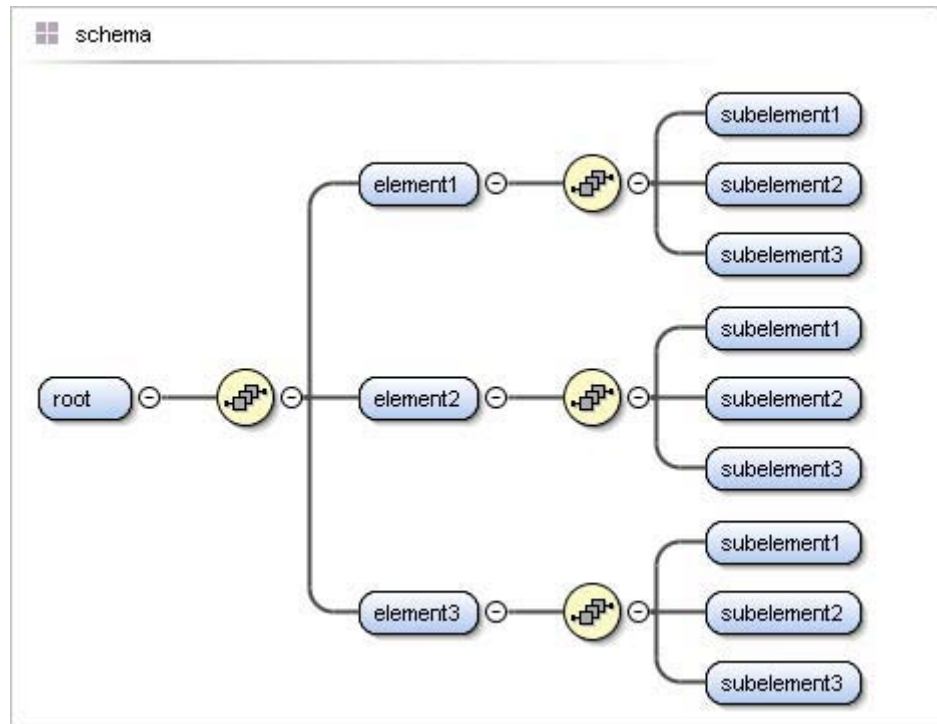 schema
subelement1
element1
subelement2
subelement3
subelement1
root
element2
subelement2
subelement3
subelement1
element3
subelement2
subelement3